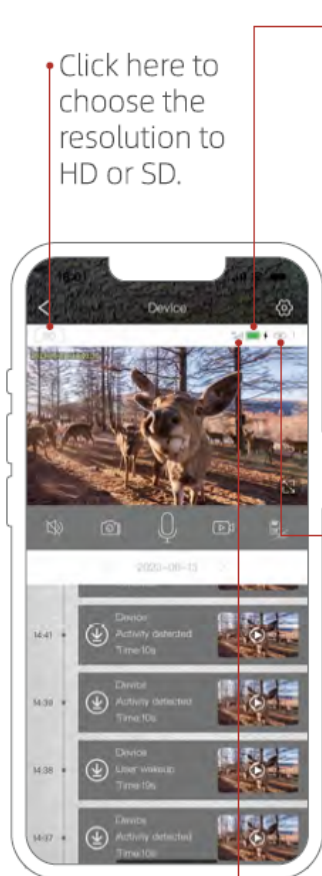 Click here to
choose the
resolution to
HD or SD.
Device
2020-08-13
Device
14:41 Activity detected
Time:10s
Device
14:39 Activity detected
Time:10s
Device
14:38 User wakeup
Time:10s
Device
14:37 Activity detected
Time:10s